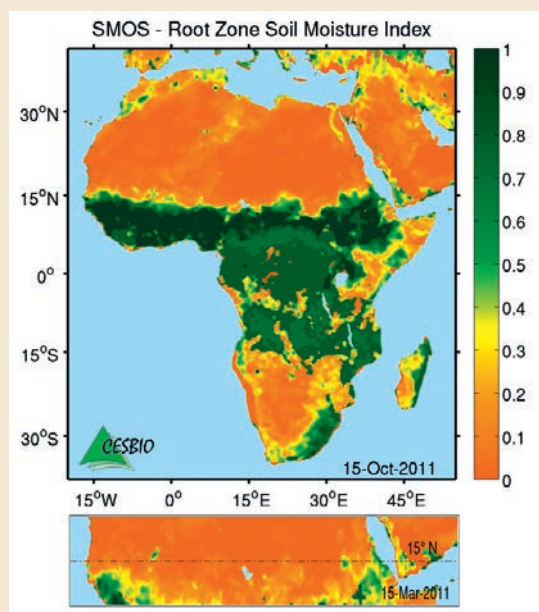 SMOS - Root Zone Soil Moisture Index
30°N
15°N
0°
15°S
30°S
15°W
0°
15°E
30°E
45°E
1
0.9
0.8
0.7
0.6
0.5
0.4
0.3
0.2
0.1
0
CESBIO
15-Oct-2011
15° N
15-Mar-2011